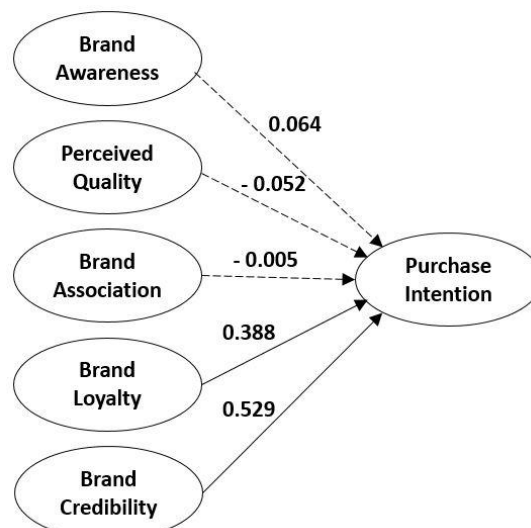 Brand
Awareness
0.064
Perceived
Quality
- 0.052
Brand
Association
- 0.005
Purchase
Intention
Brand
Loyalty
0.388
0.529
Brand
Credibility